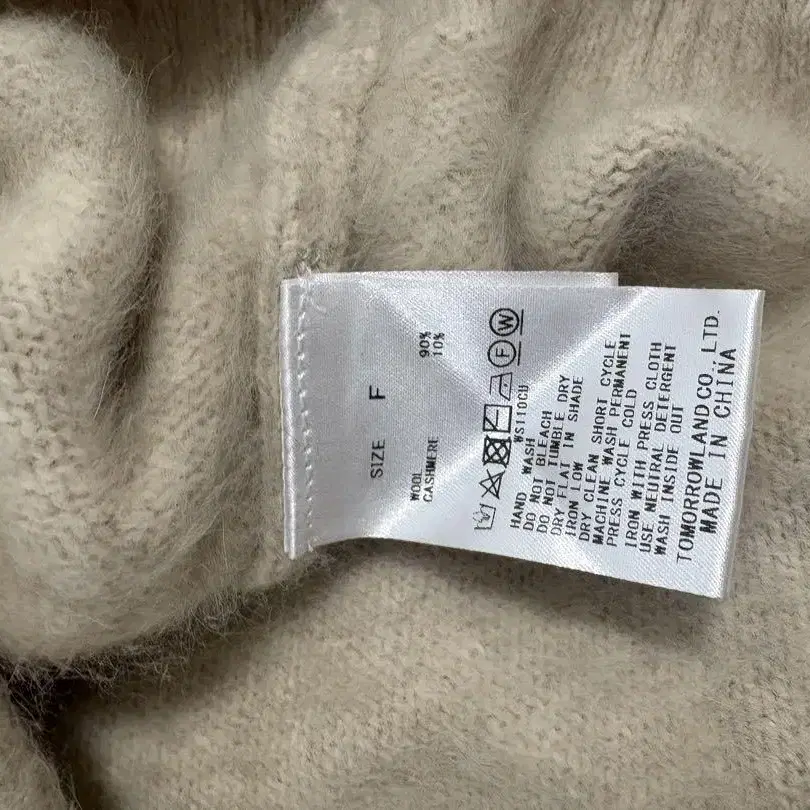 SIZE F
WOOL 90%
CASHMERE 10%
WS110CU
HAND WASH
DO NOT BLEACH
DO NOT TUMBLE DRY
DRY FLAT IN SHADE
IRON LOW
DRY CLEAN SHORT CYCLE
MACHINE WASH PERMANENT
PRESS CYCLE COLD
IRON WITH PRESS CLOTH
USE NEUTRAL DETERGENT
WASH INSIDE OUT
TOMORROWLAND CO., LTD.
MADE IN CHINA